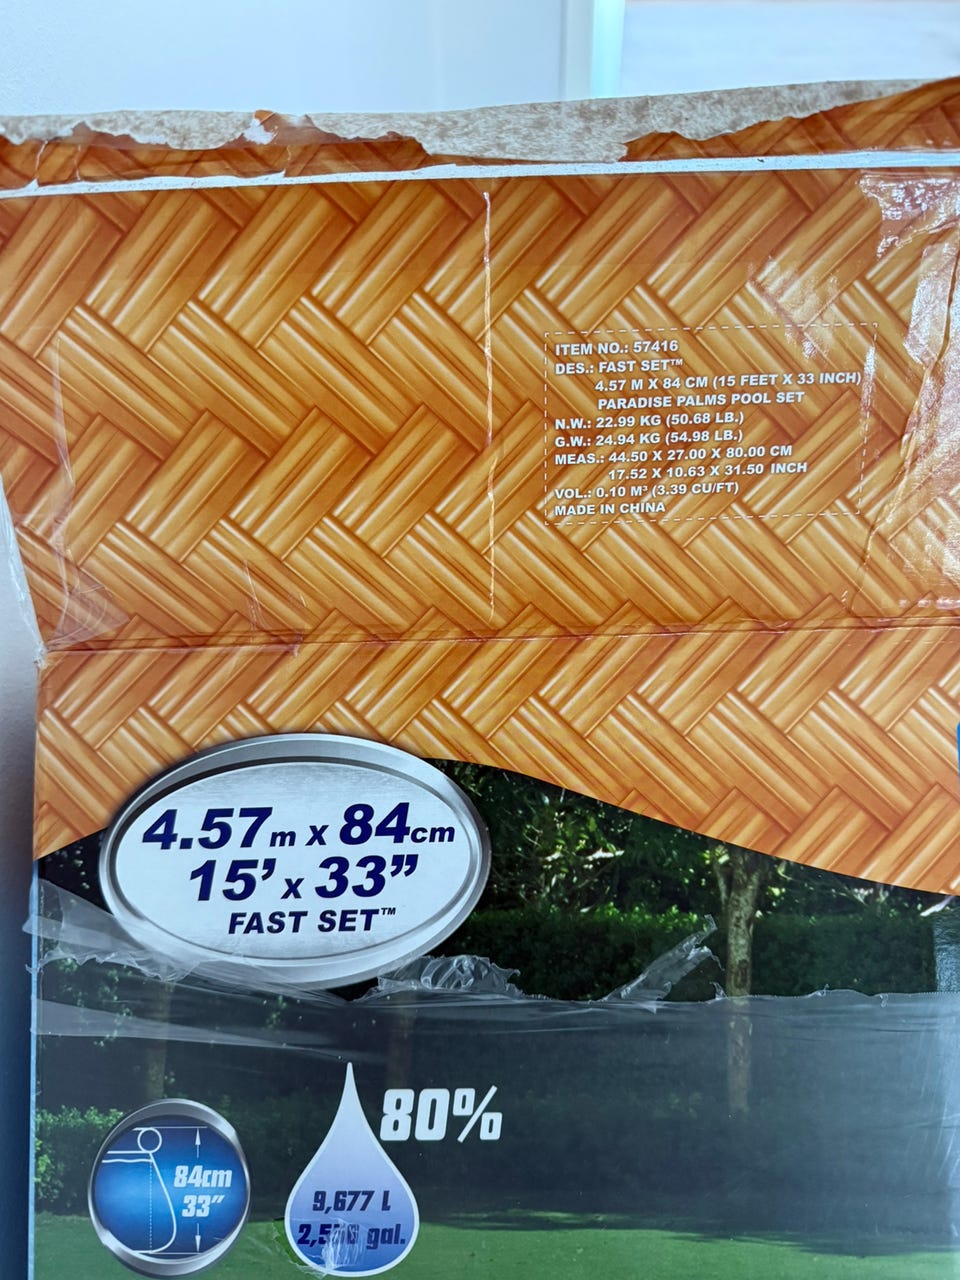 ITEM NO.: 57416
DES.: FAST SET™
4.57 M X 84 CM (15 FEET X 33 INCH)
PARADISE PALMS POOL SET
N.W.: 22.99 KG (50.68 LB.)
G.W.: 24.94 KG (54.98 LB.)
MEAS.: 44.50 X 27.00 X 80.00 CM
17.52 X 10.63 X 31.50 INCH
VOL.: 0.10 M³ (3.39 CU/FT)
MADE IN CHINA
4.57m X 84cm
15’ X 33”
FAST SET™
80%
84cm
33”
9,677 L
gal.